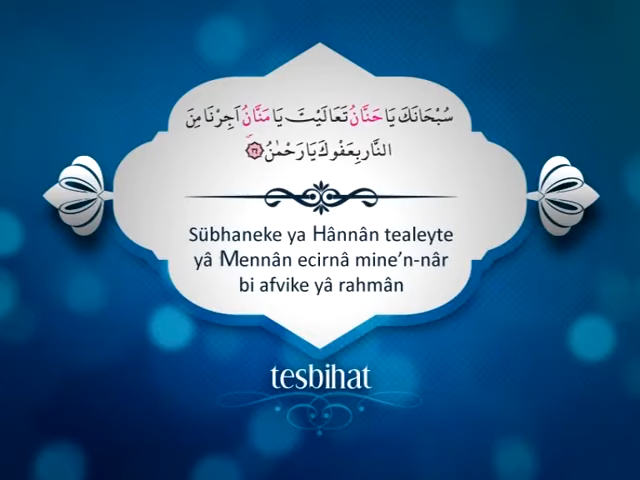 سُبْحَانَكَ يَا حَنَّانُ تَعَالَيْتَ يَا مَنَّانُ اَجِرْنَا مِنَ
النَّارِ بِعَفْوِكَ يَا رَحْمٰنُ
Sübhaneke ya Hânnân tealeyte
yâ Mennân ecirnâ mine’n-nâr
bi afvike yâ rahmân
tesbihat